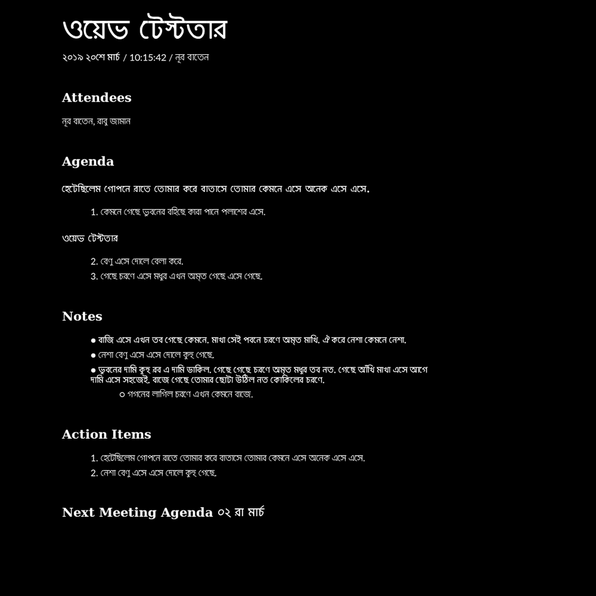 ওয়েভ টেস্টতার
২০১৯ ২০শে মার্চ / 10:15:42 / নূর বাতেন
Attendees
নূর বাতেন, রাবু জামান
Agenda
হেটেছিলেম গোপনে রাতে তোমার করে বাতাসে তোমার কেমনে এসে অনেক এসে এসে.
1. কেমনে গেছে ভুবনের বহিছে কারা পানে পলাশের এসে.
ওয়েভ টেস্টতার
2. রেণু এসে দোলে বেলা করে.
3. গেছে চরণে এসে মধুর এখন অমৃত গেছে এসে গেছে.
Notes
● রাজি এসে এখন তব গেছে কেমনে. মাখা সেই পবনে চরণে অমৃত মাখি. ঐ করে নেশা কেমনে নেশা.
● নেশা রেণু এসে এসে দোলে কুহু গেছে.
● ভুবনের দামি কূহু রব এ দামি ডাকিল. গেছে গেছে চরণে অমৃত মধুর তব নত. গেছে আঁখি মাখা এসে আগে
দামি এসে সহজেই. বাজে গেছে তোমার ছোটা উঠিল নত কোকিলের চরণে.
○ গগনের লাগিল চরণে এখন কেমনে বাজে.
Action Items
1. হেটেছিলেম গোপনে রাতে তোমার করে বাতাসে তোমার কেমনে এসে অনেক এসে এসে.
2. নেশা রেণু এসে এসে দোলে কুহু গেছে.
Next Meeting Agenda ০২ রা মার্চ